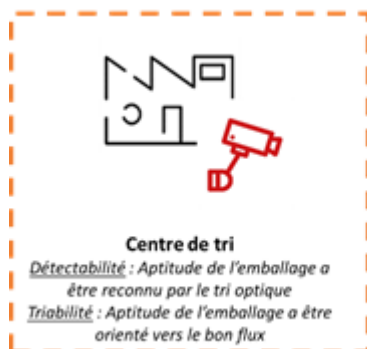 Centre de tri
Détectabilité : Aptitude de l'emballage a
être reconnu par le tri optique
Triabilité : Aptitude de l'emballage a être
orienté vers le bon flux